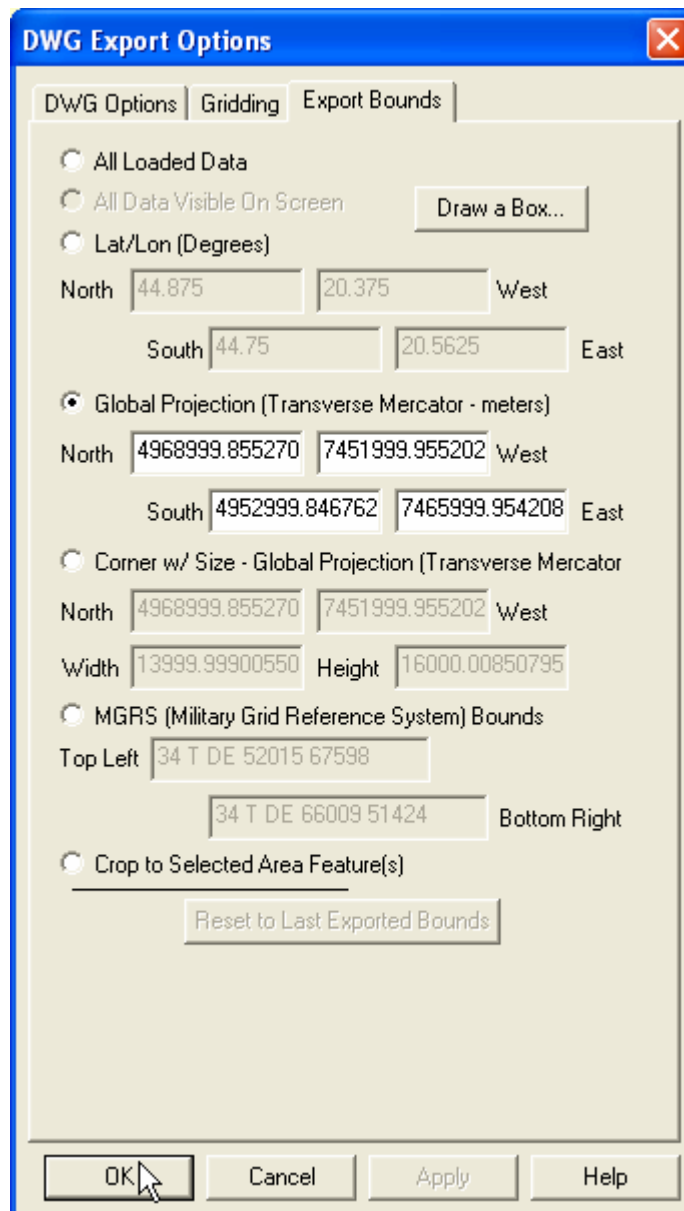 DWG Export Options
DWG Options Gridding Export Bounds
All Loaded Data
All Data Visible On Screen
Draw a Box...
Lat/Lon (Degrees)
North 44.875 20.375 West
South 44.75 20.5625 East
Global Projection (Transverse Mercator - meters)
North 4968999.855270 7451999.955202 West
South 4952999.846762 7465999.954208 East
Corner w/ Size - Global Projection (Transverse Mercator
North 4968999.855270 7451999.955202 West
Width 13999.99900550 Height 16000.00850795
MGRS (Military Grid Reference System) Bounds
Top Left 34 T DE 52015 67598
34 T DE 66009 51424 Bottom Right
Crop to Selected Area Feature(s)
Reset to Last Exported Bounds
OK Cancel Apply Help